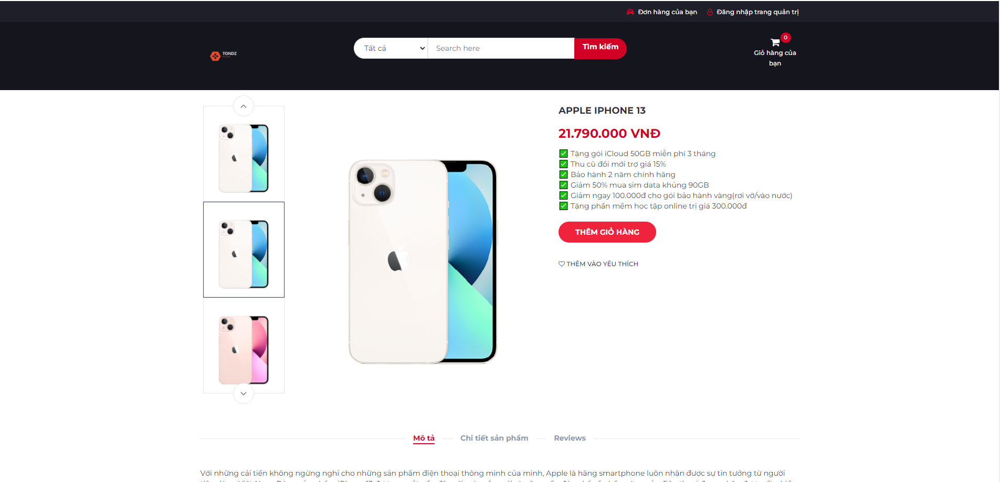 Đơn hàng của bạn
Đăng nhập trang quản trị
TONDZ
Tất cả
Search here
Tìm kiếm
0
Giỏ hàng của
bạn
APPLE IPHONE 13
21.790.000 VNĐ
✅ Tặng gói iCloud 50GB miễn phí 3 tháng
✅ Thu cũ đổi mới trợ giá 15%
✅ Bảo hành 2 năm chính hãng
✅ Giảm 50% mua sim data khủng 90GB
✅ Giảm ngay 100.000đ cho gói bảo hành vàng(rơi vỡ/vào nước)
✅ Tặng phần mềm học tập online trị giá 300.000đ
THÊM GIỎ HÀNG
THÊM VÀO YÊU THÍCH
Mô tả
Chi tiết sản phẩm
Reviews
Với những cải tiến không ngừng nghỉ cho những sản phẩm điện thoại thông minh của mình, Apple là hãng smartphone luôn nhận được sự tin tưởng từ người